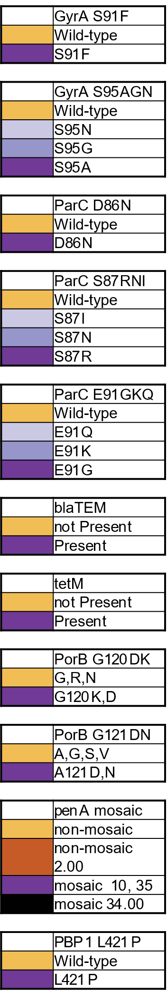 GyrA S91F
Wild-type
S91F
GyrA S95AGN
Wild-type
S95N
S95G
S95A
ParC D86N
Wild-type
D86N
ParC S87RNI
Wild-type
S87I
S87N
S87R
ParC E91GKQ
Wild-type
E91Q
E91K
E91G
blaTEM
not Present
Present
tetM
not Present
Present
PorB G120DK
G,R,N
G120K,D
PorB G121DN
A,G,S,V
A121D,N
penA mosaic
non-mosaic
non-mosaic
2.00
mosaic 10, 35
mosaic 34.00
PBP1 L421P
Wild-type
L421P